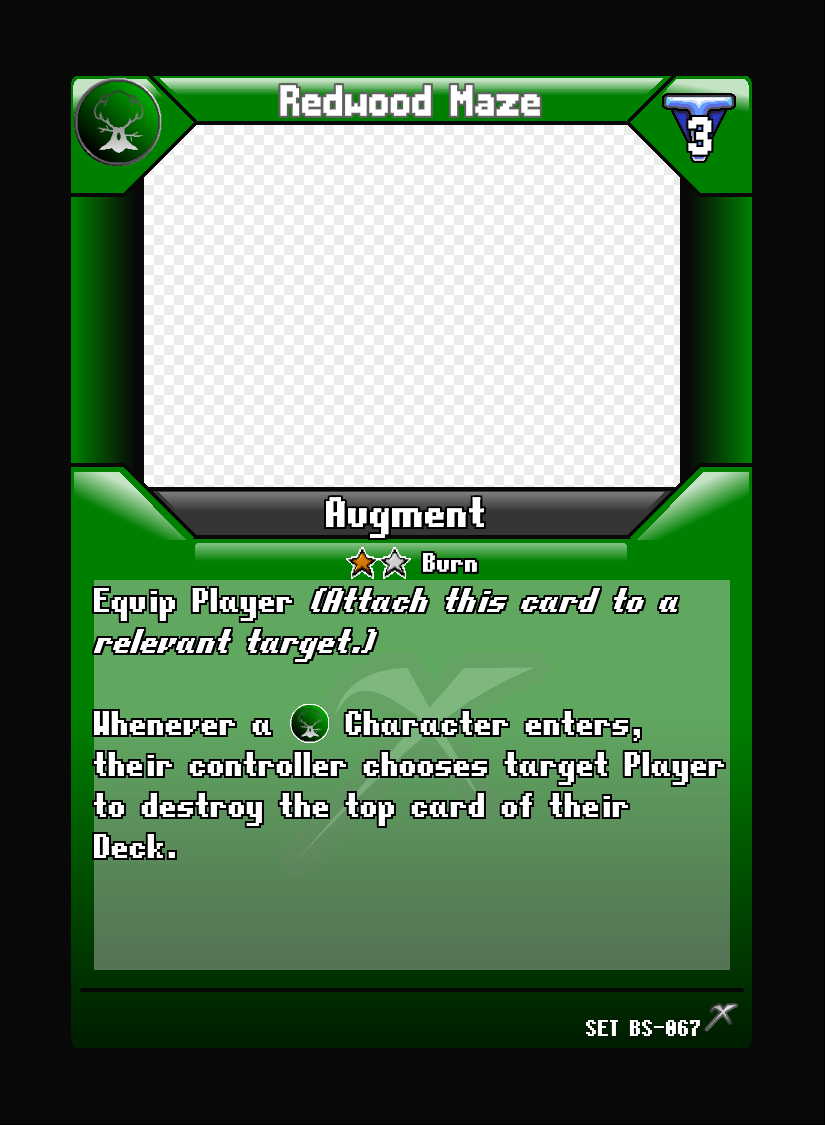 Redwood Maze
3
Augment
Burn
Equip Player (Attach this card to a
relevant target.)
Whenever a Character enters,
their controller chooses target Player
to destroy the top card of their
Deck.
SET BS-067